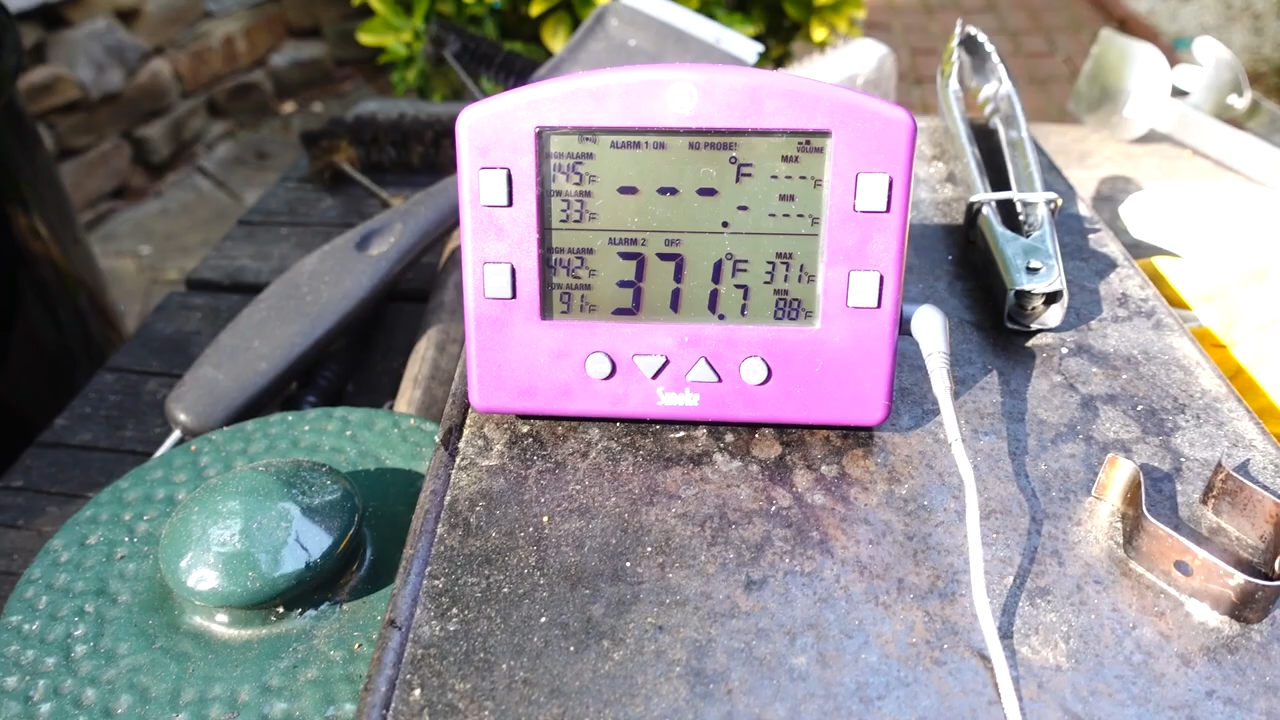 ALARM 1 ON NO PROBE! VOLUME
HIGH ALARM 145°F
LOW ALARM 33°F
---.-°F
MAX ---°F
MIN ---°F
ALARM 2 OFF
HIGH ALARM 442°F
LOW ALARM 91°F
371.7°F
MAX 371°F
MIN 88°F
Smoke